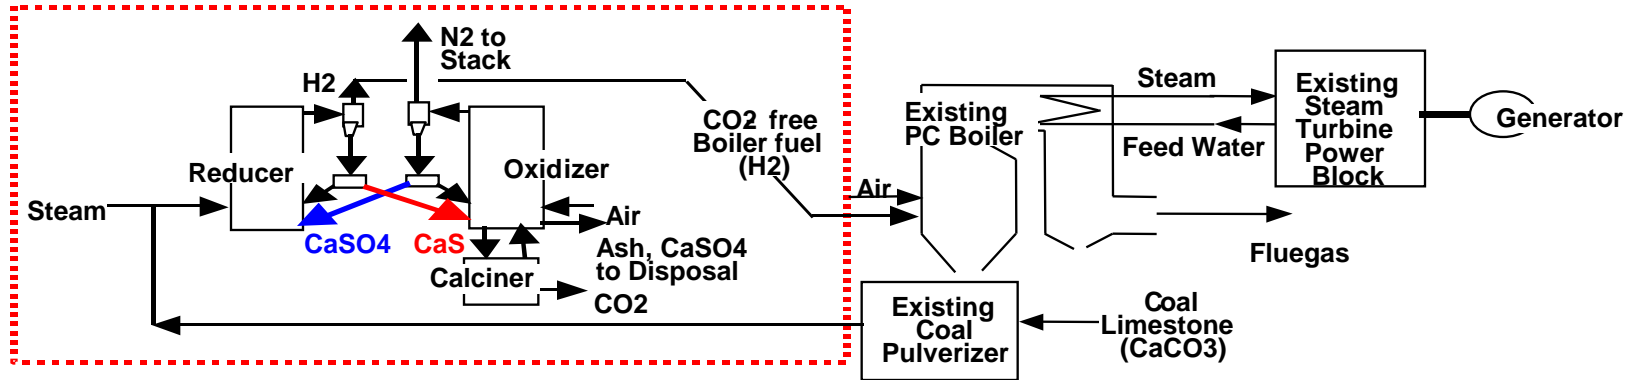 N2 to
Stack
H2
Reducer
Oxidizer
Steam
CaSO4
CaS
Air
Ash, CaSO4
to Disposal
Calciner
CO2
CO2 free
Boiler fuel
(H2)
Air
Existing
PC Boiler
Steam
Feed Water
Existing
Steam
Turbine
Power
Block
Generator
Fluegas
Existing
Coal
Pulverizer
Coal
Limestone
(CaCO3)